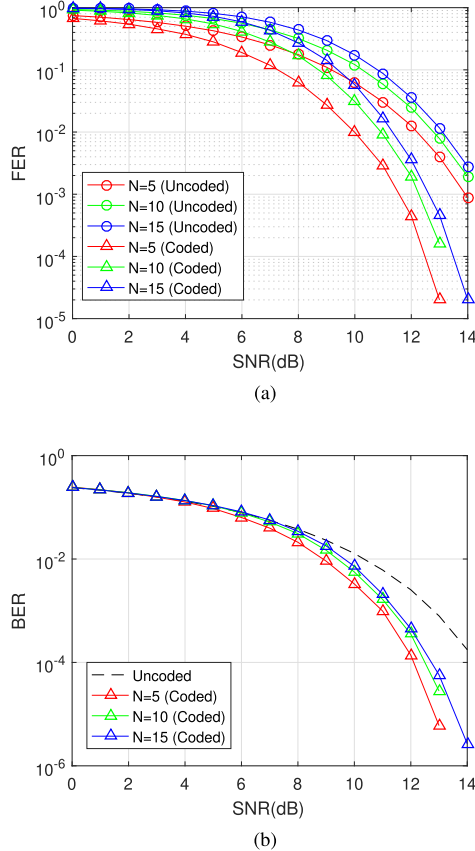 10^0
10^-1
10^-2
10^-3
10^-4
10^-5
FER
N=5 (Uncoded)
N=10 (Uncoded)
N=15 (Uncoded)
N=5 (Coded)
N=10 (Coded)
N=15 (Coded)
0 2 4 6 8 10 12 14
SNR(dB)
(a)
10^0
10^-2
10^-4
10^-6
BER
Uncoded
N=5 (Coded)
N=10 (Coded)
N=15 (Coded)
0 2 4 6 8 10 12 14
SNR(dB)
(b)